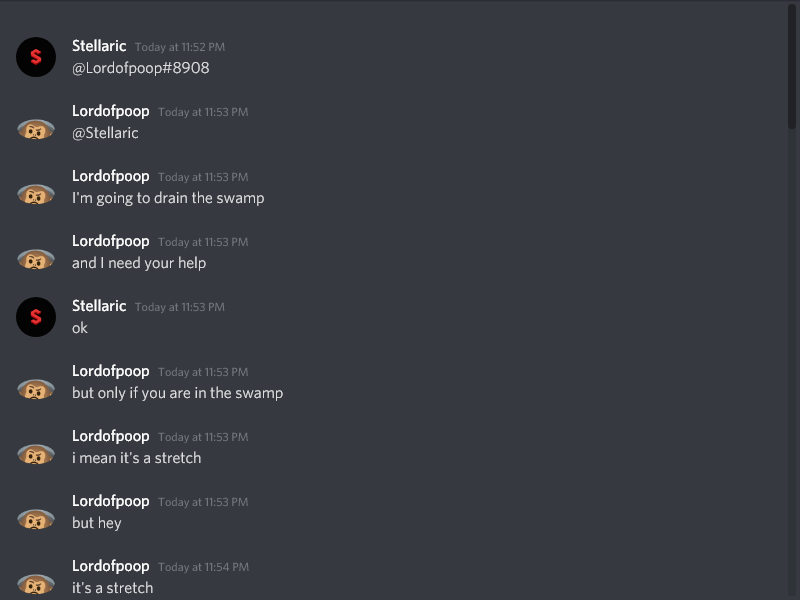 Stellaric Today at 11:52 PM
@Lordofpoop#8908
Lordofpoop Today at 11:53 PM
@Stellaric
Lordofpoop Today at 11:53 PM
I'm going to drain the swamp
Lordofpoop Today at 11:53 PM
and I need your help
Stellaric Today at 11:53 PM
ok
Lordofpoop Today at 11:53 PM
but only if you are in the swamp
Lordofpoop Today at 11:53 PM
i mean it's a stretch
Lordofpoop Today at 11:53 PM
but hey
Lordofpoop Today at 11:54 PM
it's a stretch